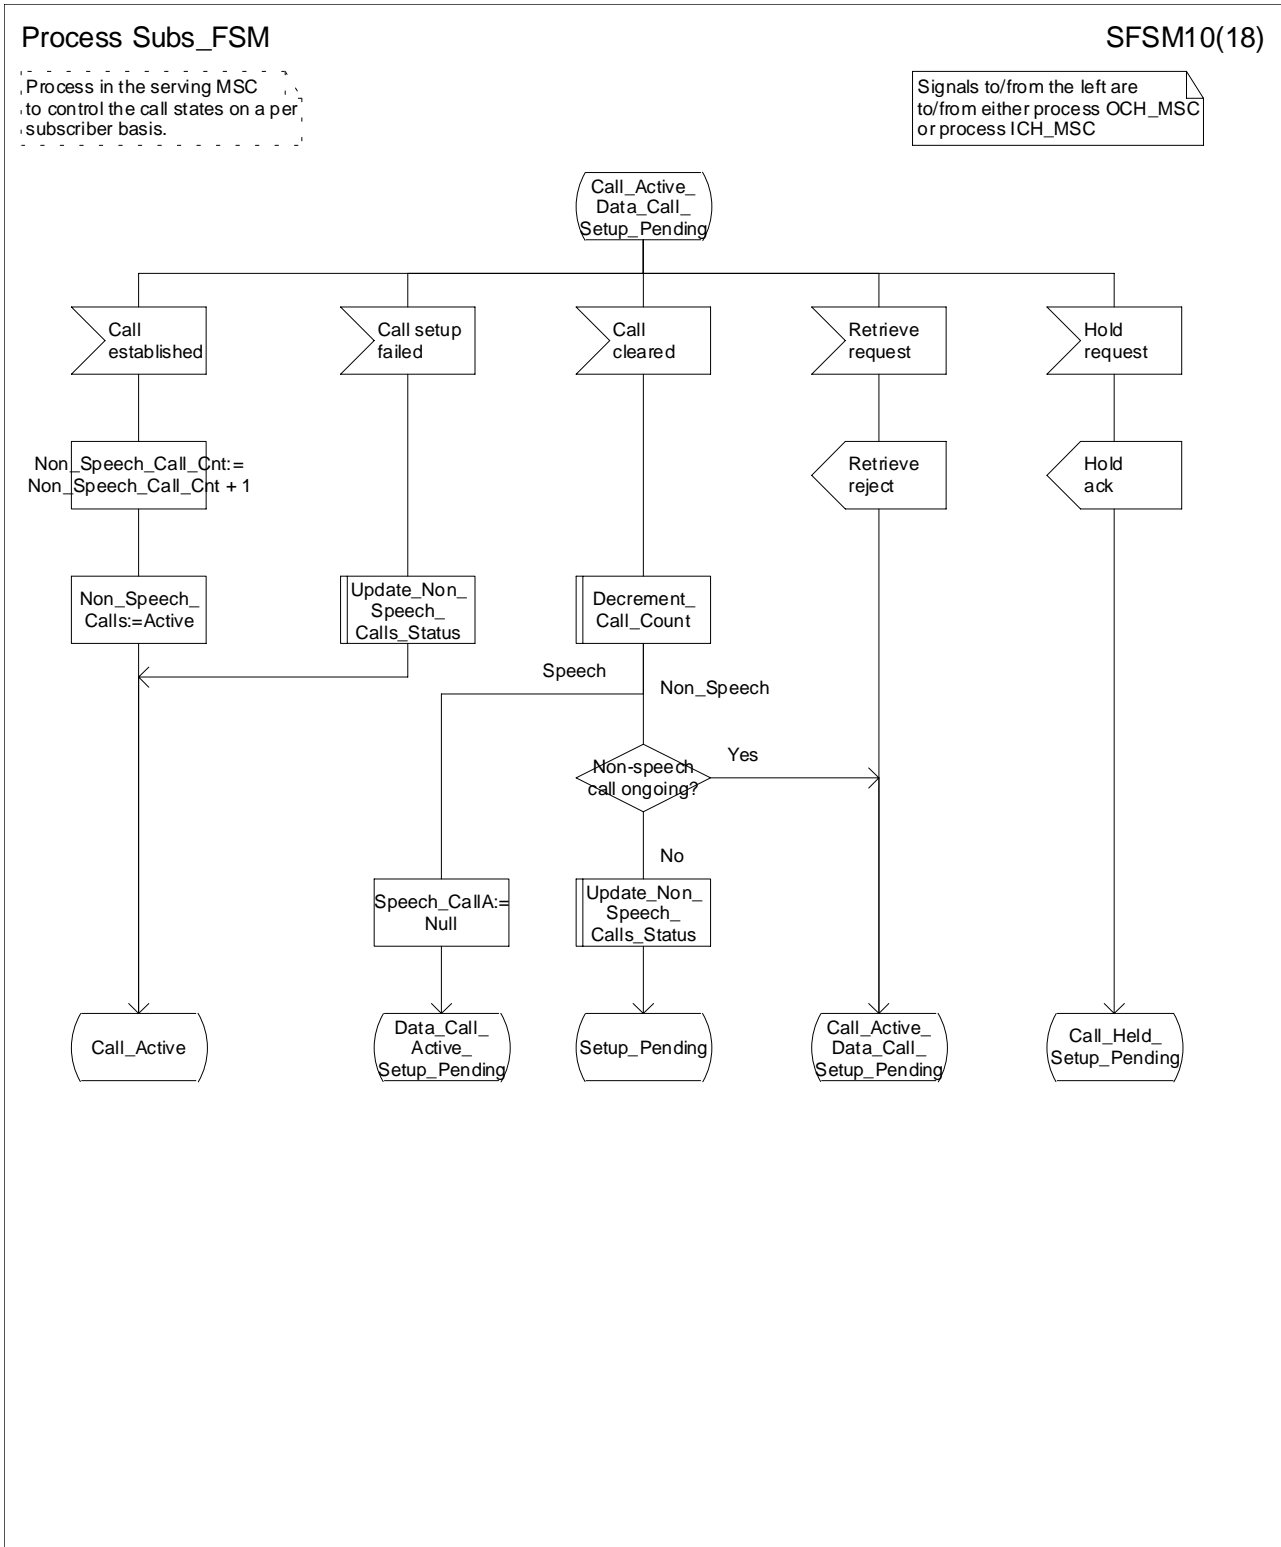 Process Subs_FSM
SFSM10(18)
Process in the serving MSC
to control the call states on a per
subscriber basis.
Signals to/from the left are
to/from either process OCH_MSC
or process ICH_MSC
Call_Active_
Data_Call_
Setup_Pending
Call
established
Call setup
failed
Call
cleared
Retrieve
request
Hold
request
Non_Speech_Call_Cnt:=
Non_Speech_Call_Cnt + 1
Retrieve
reject
Hold
ack
Non_Speech_
Calls:=Active
Update_Non_
Speech_
Calls_Status
Decrement_
Call_Count
Speech
Non_Speech
Non-speech
call ongoing?
Yes
No
Speech_CallA:=
Null
Update_Non_
Speech_
Calls_Status
Call_Active
Data_Call_
Active_
Setup_Pending
Setup_Pending
Call_Active_
Data_Call_
Setup_Pending
Call_Held_
Setup_Pending